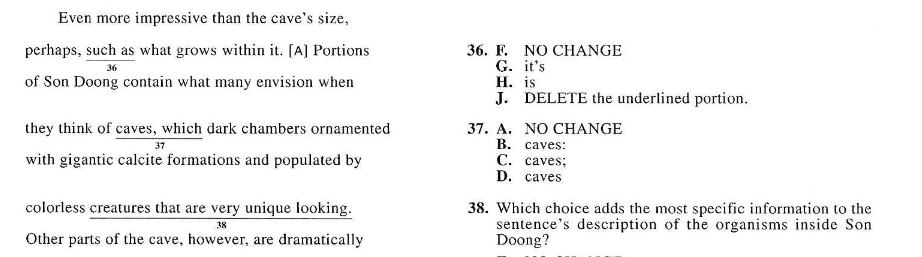 Even more impressive than the cave's size,
perhaps, such as what grows within it. [A] Portions
36
of Son Doong contain what many envision when
they think of caves, which dark chambers ornamented
37
with gigantic calcite formations and populated by
colorless creatures that are very unique looking.
38
Other parts of the cave, however, are dramatically
36. F. NO CHANGE
G. it's
H. is
J. DELETE the underlined portion.
37. A. NO CHANGE
B. caves:
C. caves;
D. caves
38. Which choice adds the most specific information to the
sentence's description of the organisms inside Son
Doong?